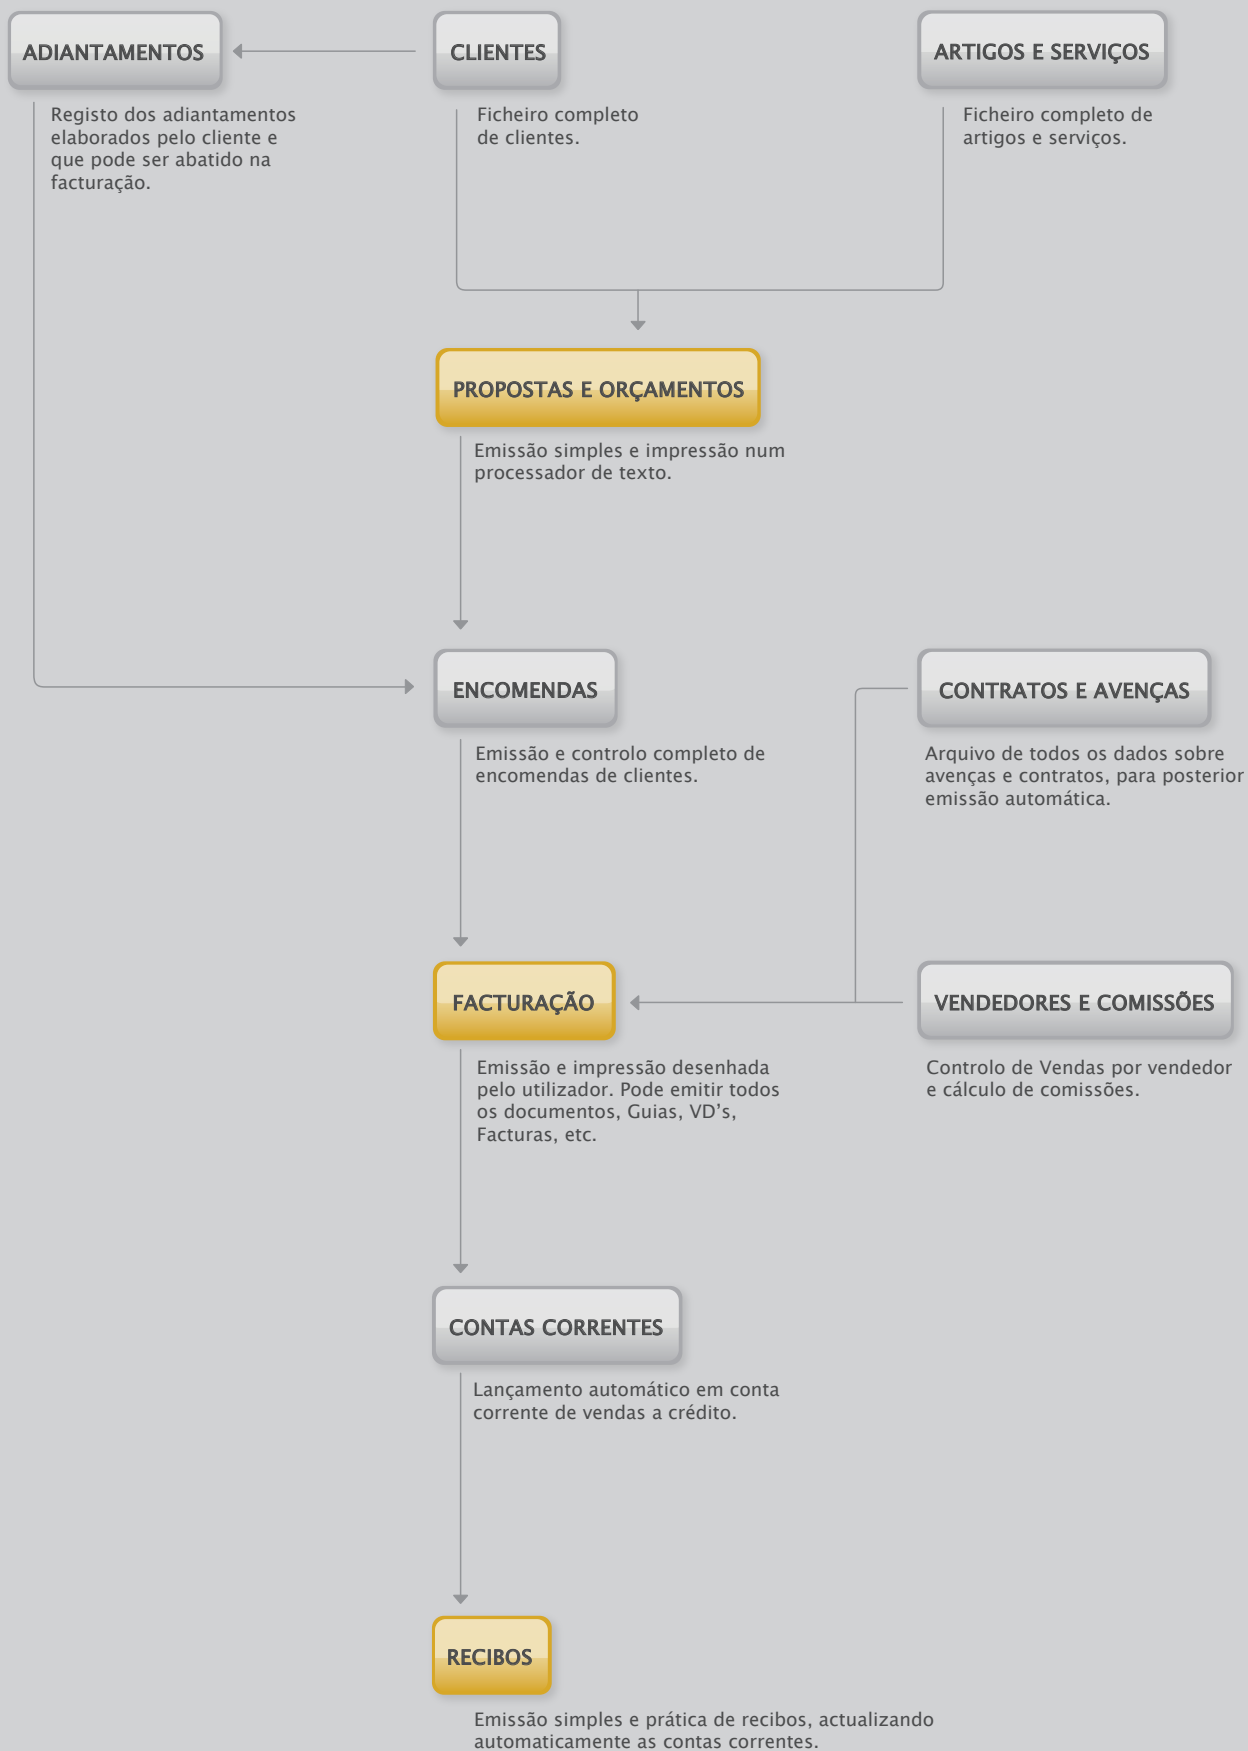 ADIANTAMENTOS
Registo dos adiantamentos
elaborados pelo cliente e
que pode ser abatido na
facturação.
CLIENTES
Ficheiro completo
de clientes.
ARTIGOS E SERVIÇOS
Ficheiro completo de
artigos e serviços.
PROPOSTAS E ORÇAMENTOS
Emissão simples e impressão num
processador de texto.
ENCOMENDAS
Emissão e controlo completo de
encomendas de clientes.
CONTRATOS E AVENÇAS
Arquivo de todos os dados sobre
avenças e contratos, para posterior
emissão automática.
FACTURAÇÃO
Emissão e impressão desenhada
pelo utilizador. Pode emitir todos
os documentos, Guias, VD’s,
Facturas, etc.
VENDEDORES E COMISSÕES
Controlo de Vendas por vendedor
e cálculo de comissões.
CONTAS CORRENTES
Lançamento automático em conta
corrente de vendas a crédito.
RECIBOS
Emissão simples e prática de recibos, actualizando
automaticamente as contas correntes.